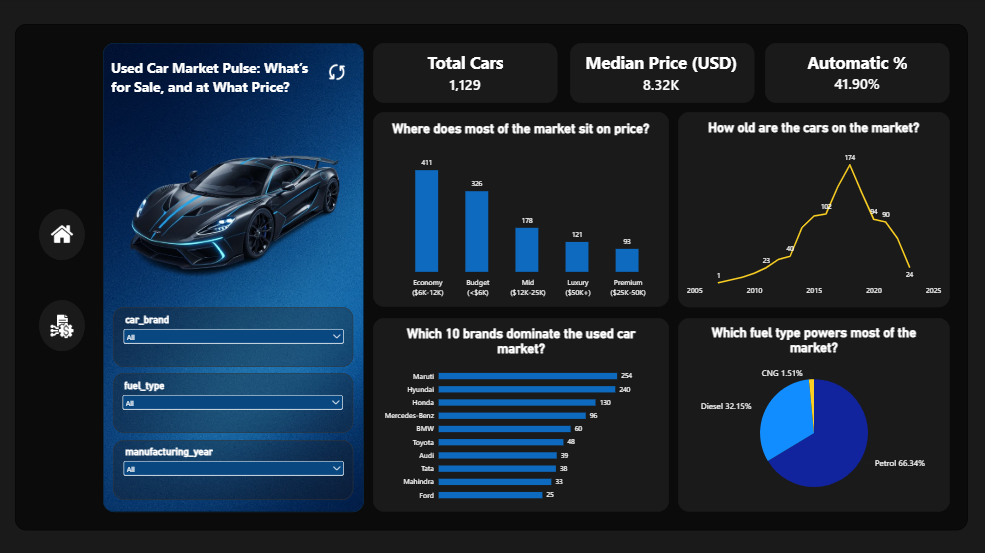 Used Car Market Pulse: What's
for Sale, and at What Price?
car_brand
All
fuel_type
All
manufacturing_year
All
Total Cars
1,129
Median Price (USD)
8.32K
Automatic %
41.90%
Where does most of the market sit on price?
411
326
178
121
93
Economy
($6K-12K)
Budget
(<$6K)
Mid
($12K-25K)
Luxury
($50K+)
Premium
($25K-50K)
How old are the cars on the market?
1
23
40
102
174
94
90
24
2005
2010
2015
2020
2025
Which 10 brands dominate the used car
market?
Maruti 254
Hyundai 240
Honda 130
Mercedes-Benz 96
BMW 60
Toyota 48
Audi 39
Tata 38
Mahindra 33
Ford 25
Which fuel type powers most of the
market?
CNG 1.51%
Diesel 32.15%
Petrol 66.34%